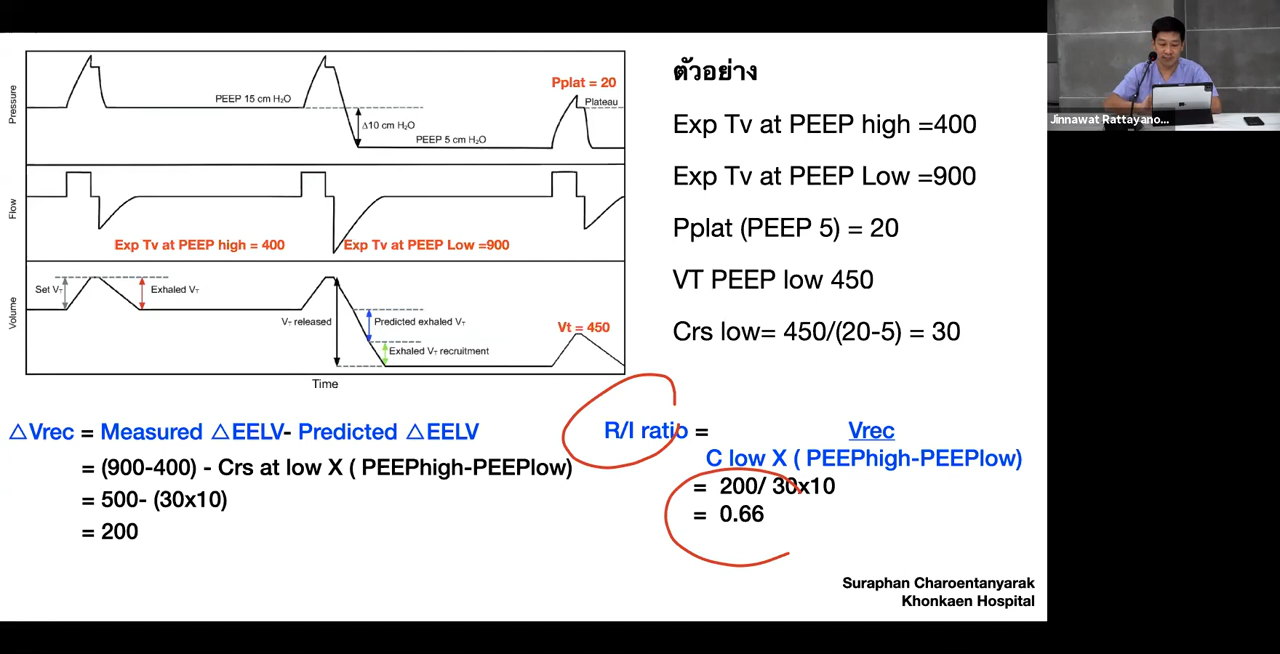 Pplat = 20
PEEP 15 cm H₂O
Plateau
Pressure
Δ10 cm H₂O
PEEP 5 cm H₂O
Flow
Exp Tv at PEEP high = 400
Exp Tv at PEEP Low =900
Set V_T
Exhaled V_T
V_T released
Predicted exhaled V_T
Vt = 450
Volume
Exhaled V_T recruitment
Time
ตัวอย่าง
Exp Tv at PEEP high =400
Exp Tv at PEEP Low =900
Pplat (PEEP 5) = 20
VT PEEP low 450
Crs low= 450/(20-5) = 30
△Vrec = Measured △EELV- Predicted △EELV
= (900-400) - Crs at low X ( PEEPhigh-PEEPlow)
= 500- (30x10)
= 200
R/I ratio = Vrec
C low X ( PEEPhigh-PEEPlow)
= 200/ 30x10
= 0.66
Suraphan Charoentanyarak
Khonkaen Hospital
Jinnawat Rattayano...